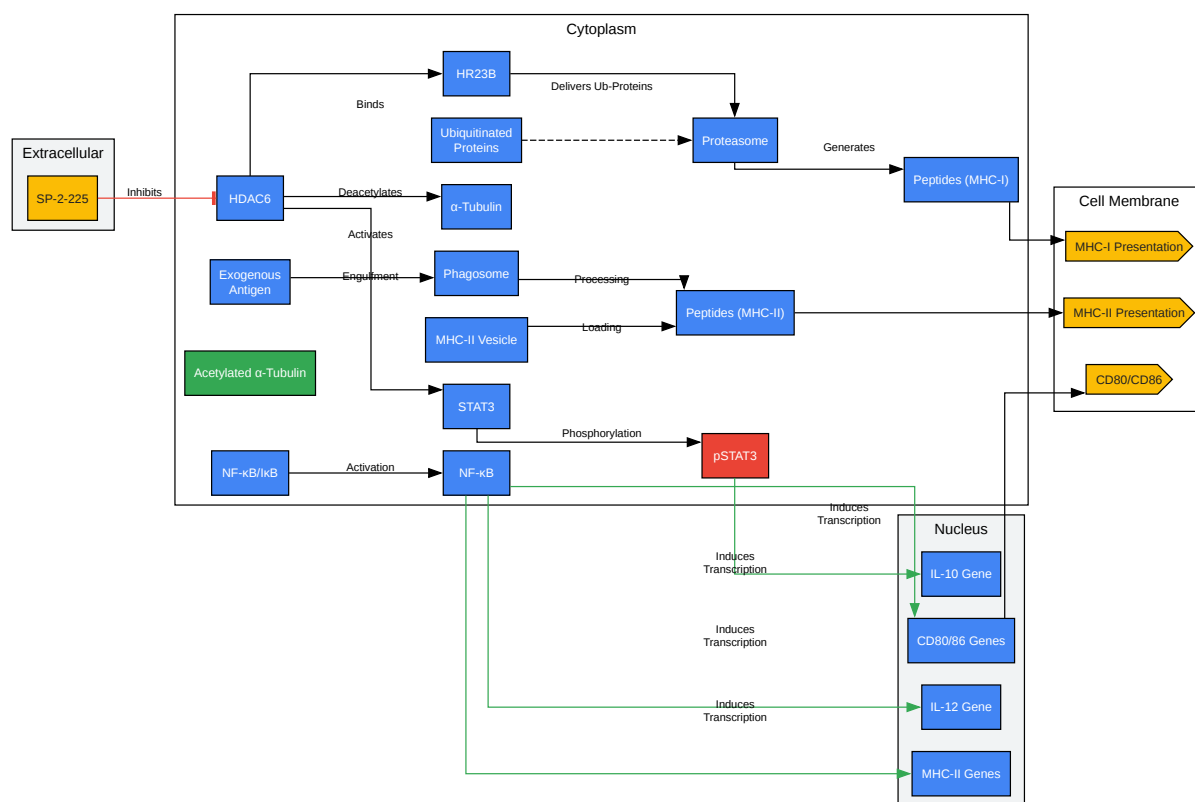 Cytoplasm
HR23B
Delivers Ub-Proteins
Binds
Ubiquitinated
Proteins
Proteasome
Generates
Peptides (MHC-I)
Extracellular
SP-2-225
Inhibits
HDAC6
Deacetylates
α-Tubulin
Activates
Cell Membrane
MHC-I Presentation
Exogenous
Antigen
Engulfment
Phagosome
Processing
Peptides (MHC-II)
MHC-II Presentation
MHC-II Vesicle
Loading
Acetylated α-Tubulin
CD80/CD86
STAT3
Phosphorylation
pSTAT3
NF-κB/IκB
Activation
NF-κB
Induces
Transcription
Nucleus
Induces
Transcription
IL-10 Gene
Induces
Transcription
CD80/86 Genes
Induces
Transcription
IL-12 Gene
MHC-II Genes